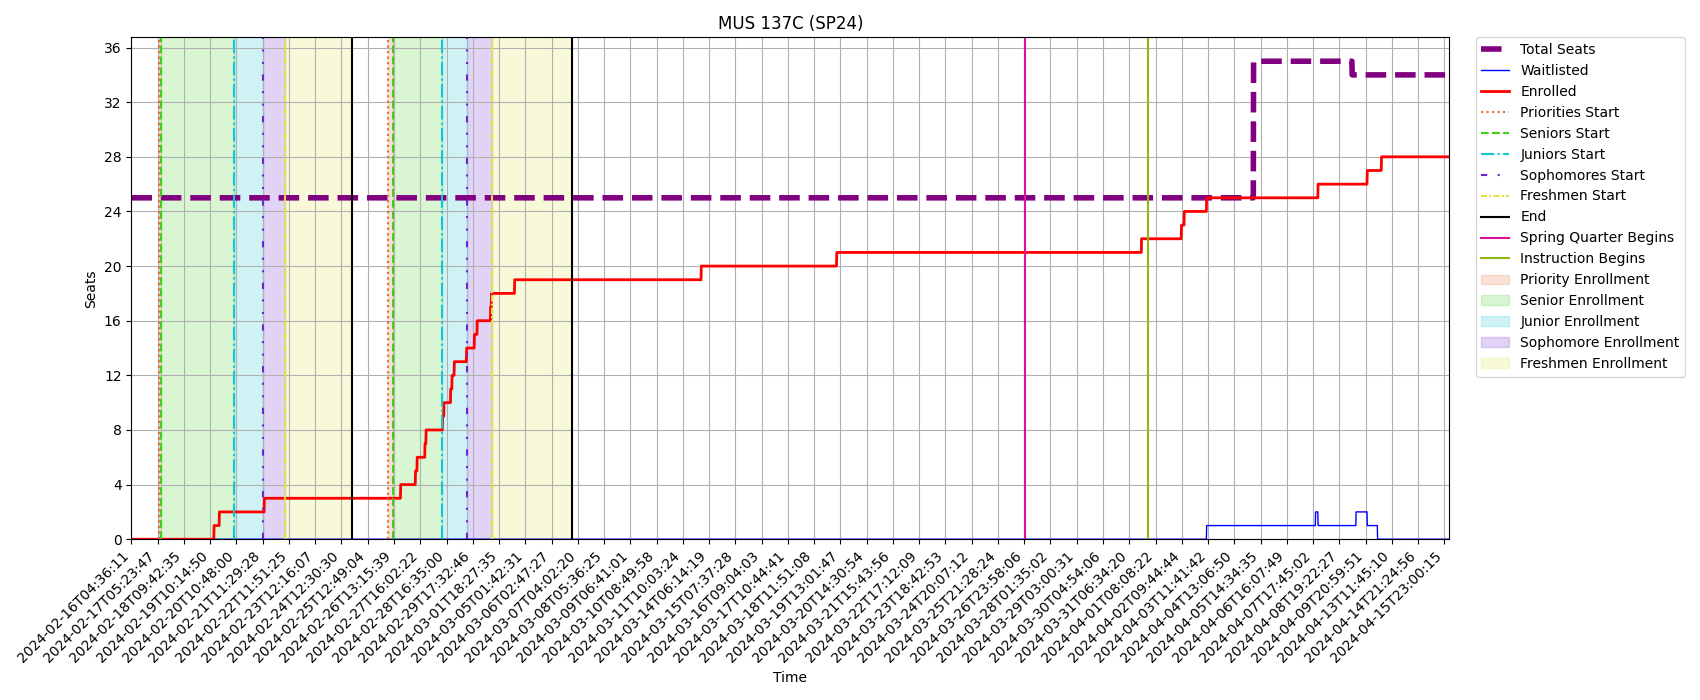 MUS 137C (SP24)
Seats
36
32
28
24
20
16
12
8
4
0
2024-02-16T04:36:11
2024-02-17T05:23:47
2024-02-18T09:42:35
2024-02-19T10:14:50
2024-02-20T10:48:00
2024-02-21T11:29:28
2024-02-22T11:51:25
2024-02-23T12:16:07
2024-02-24T12:30:30
2024-02-25T12:49:04
2024-02-26T13:15:39
2024-02-27T16:02:22
2024-02-28T16:35:00
2024-02-29T17:32:46
2024-03-01T18:27:35
2024-03-05T01:42:31
2024-03-06T02:47:27
2024-03-07T04:02:20
2024-03-08T05:36:25
2024-03-09T06:41:01
2024-03-10T08:49:58
2024-03-11T10:03:24
2024-03-14T06:14:19
2024-03-15T07:37:28
2024-03-16T09:04:03
2024-03-17T10:44:41
2024-03-18T11:51:08
2024-03-19T13:01:47
2024-03-20T14:30:54
2024-03-21T15:43:56
2024-03-22T17:12:09
2024-03-23T18:42:53
2024-03-24T20:07:12
2024-03-25T21:28:24
2024-03-26T23:58:06
2024-03-28T01:35:02
2024-03-29T03:00:31
2024-03-30T04:54:06
2024-03-31T06:34:20
2024-04-01T08:08:22
2024-04-02T09:44:44
2024-04-03T11:41:42
2024-04-04T13:06:50
2024-04-05T14:34:35
2024-04-06T16:07:49
2024-04-07T17:45:02
2024-04-08T19:22:27
2024-04-09T20:59:51
2024-04-13T11:45:10
2024-04-14T21:24:56
2024-04-15T23:00:15
Time
Total Seats
Waitlisted
Enrolled
Priorities Start
Seniors Start
Juniors Start
Sophomores Start
Freshmen Start
End
Spring Quarter Begins
Instruction Begins
Priority Enrollment
Senior Enrollment
Junior Enrollment
Sophomore Enrollment
Freshmen Enrollment